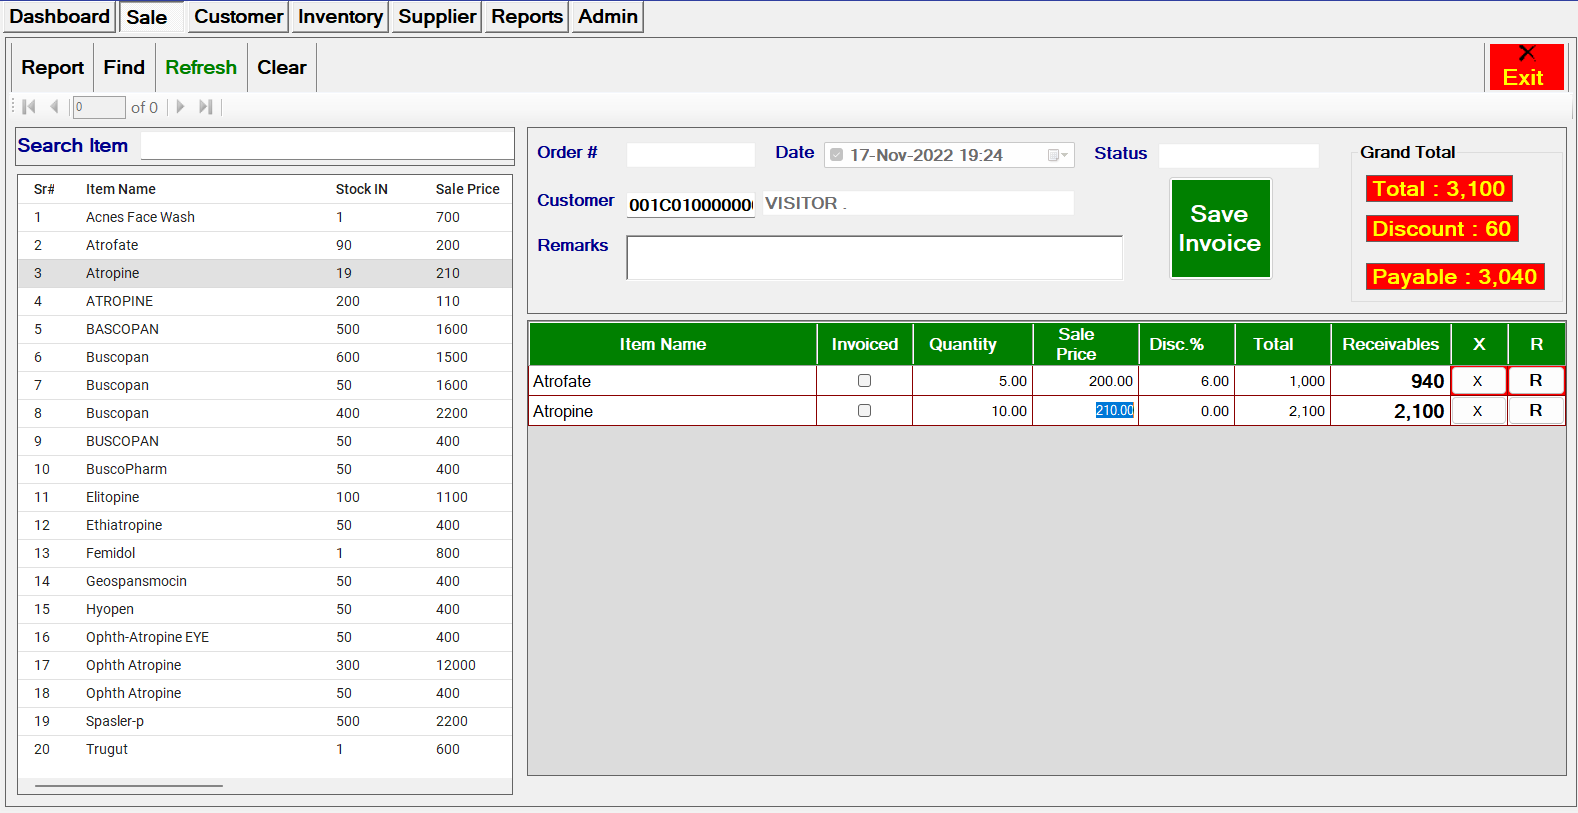 Dashboard Sale Customer Inventory Supplier Reports Admin
Report Find Refresh Clear
X
Exit
0 of 0
Search Item
Sr# Item Name Stock IN Sale Price
1 Acnes Face Wash 1 700
2 Atrofate 90 200
3 Atropine 19 210
4 ATROPINE 200 110
5 BASCOPAN 500 1600
6 Buscopan 600 1500
7 Buscopan 50 1600
8 Buscopan 400 2200
9 BUSCOPAN 50 400
10 BuscoPharm 50 400
11 Elitopine 100 1100
12 Ethiatropine 50 400
13 Femidol 1 800
14 Geospansmocin 50 400
15 Hyopen 50 400
16 Ophth-Atropine EYE 50 400
17 Ophth Atropine 300 12000
18 Ophth Atropine 50 400
19 Spasler-p 500 2200
20 Trugut 1 600
Order # Date 17-Nov-2022 19:24 Status
Customer 001C01000000 VISITOR .
Remarks
Save
Invoice
Grand Total
Total : 3,100
Discount : 60
Payable : 3,040
Item Name Invoiced Quantity Sale Price Disc.% Total Receivables X R
Atrofate 5.00 200.00 6.00 1,000 940 X R
Atropine 10.00 210.00 0.00 2,100 2,100 X R